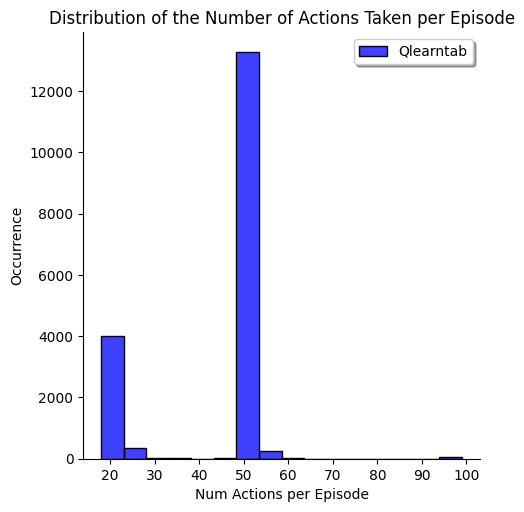 Distribution of the Number of Actions Taken per Episode
Qlearntab
12000
10000
8000
6000
4000
2000
0
Occurrence
20 30 40 50 60 70 80 90 100
Num Actions per Episode